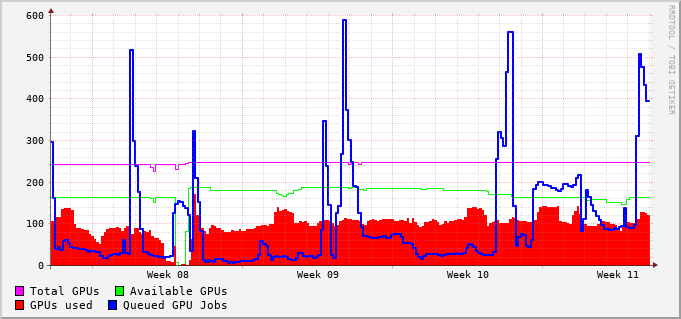 600
500
400
300
200
100
0
Week 08 Week 09 Week 10 Week 11
Total GPUs Available GPUs
GPUs used Queued GPU Jobs
RRDTOOL / TOBI OETIKER